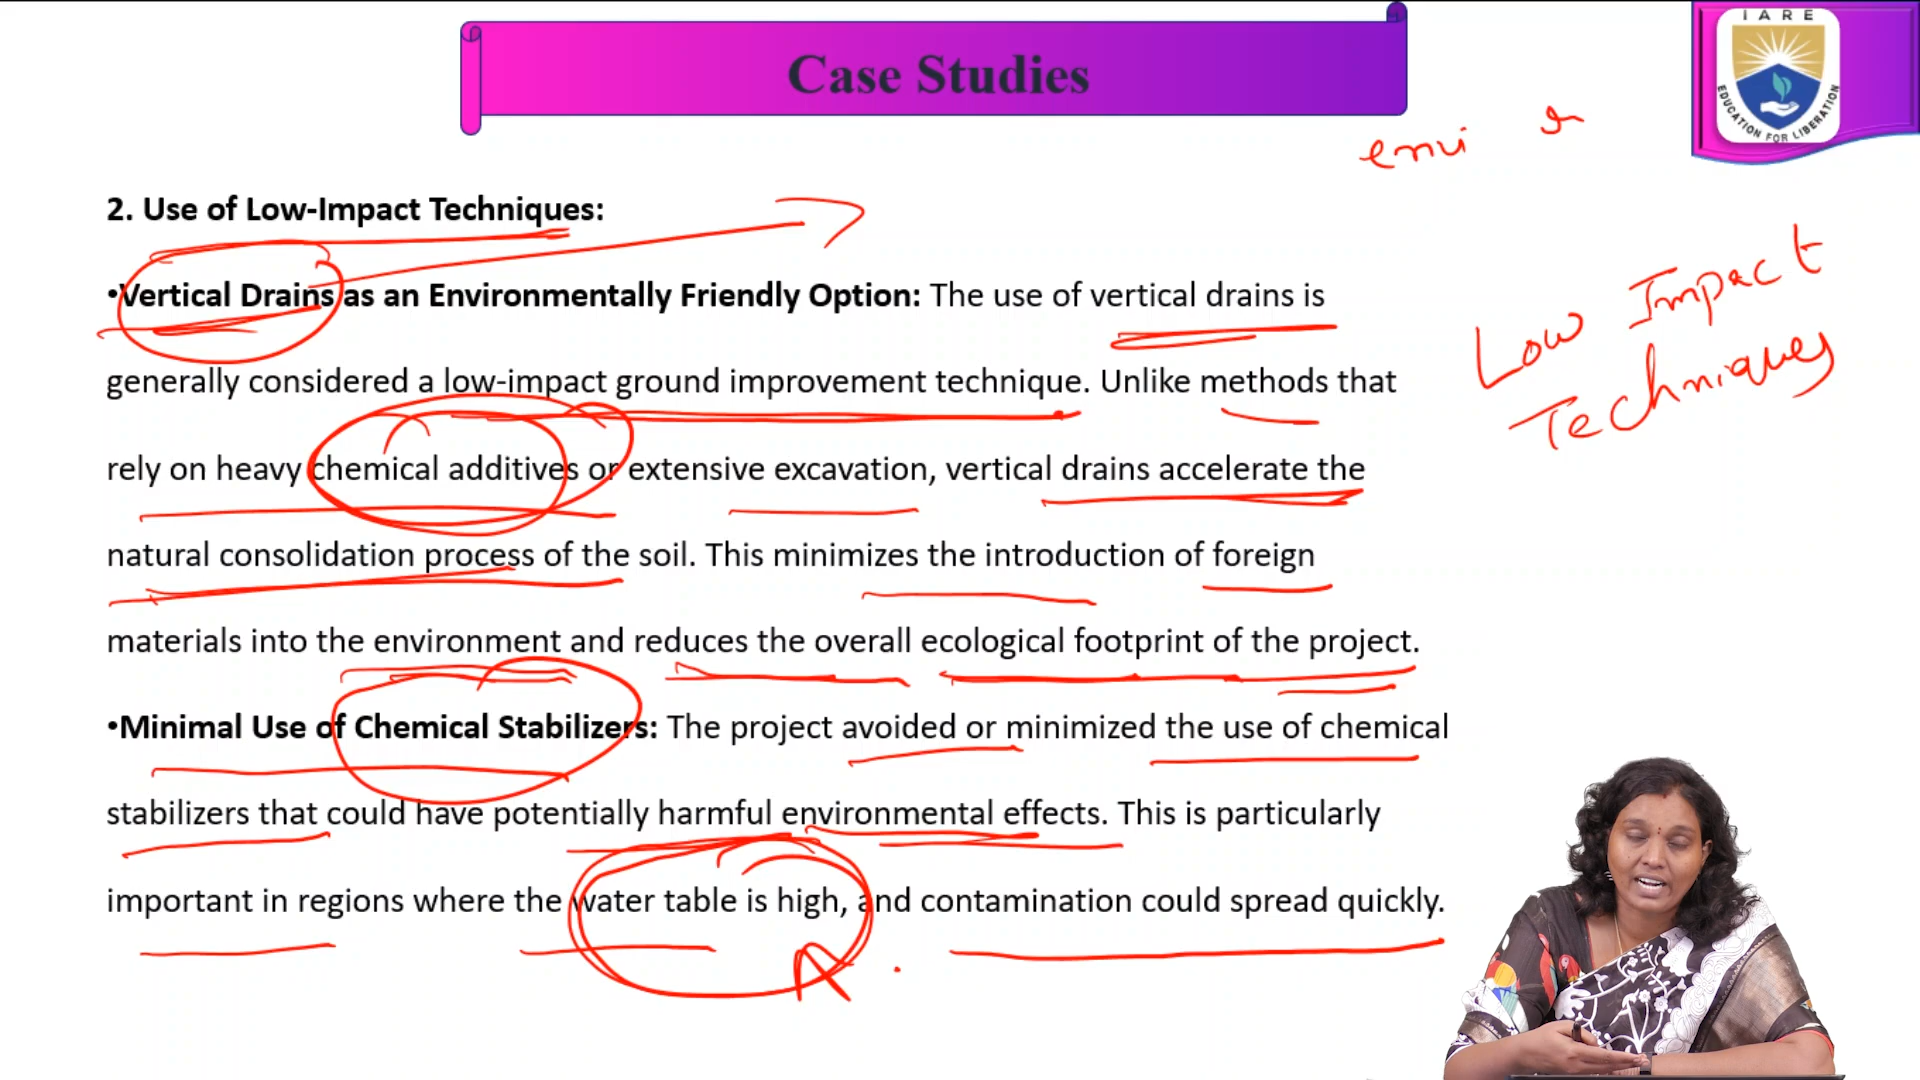 Case Studies
IARE
EDUCATION FOR LIBERATION
envi
2. Use of Low-Impact Techniques:
Low Impact
Techniques
•Vertical Drains as an Environmentally Friendly Option: The use of vertical drains is
generally considered a low-impact ground improvement technique. Unlike methods that
rely on heavy chemical additives or extensive excavation, vertical drains accelerate the
natural consolidation process of the soil. This minimizes the introduction of foreign
materials into the environment and reduces the overall ecological footprint of the project.
•Minimal Use of Chemical Stabilizers: The project avoided or minimized the use of chemical
stabilizers that could have potentially harmful environmental effects. This is particularly
important in regions where the water table is high, and contamination could spread quickly.